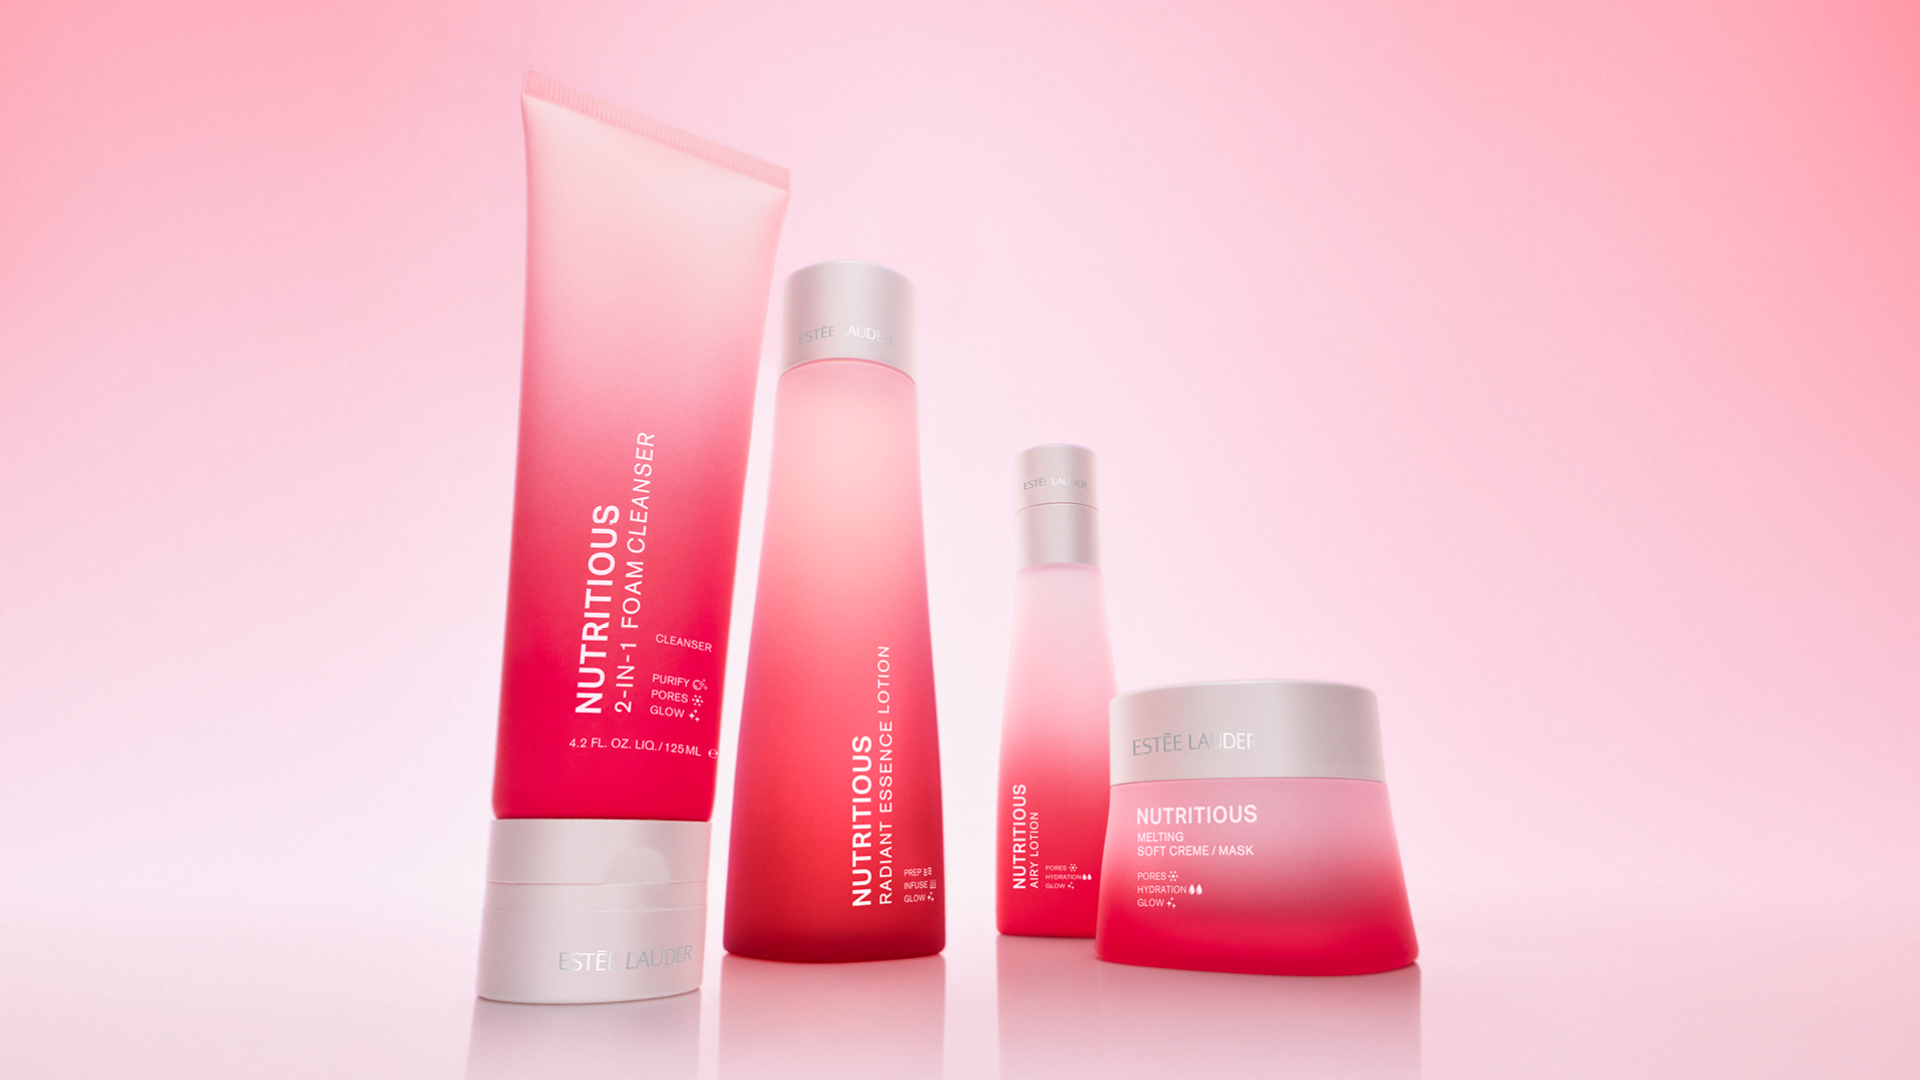 NUTRITIOUS
2-IN-1 FOAM CLEANSER
CLEANSER
PURIFY
PORES
GLOW
4.2 FL. OZ. LIQ. / 125 ML ℮
ESTĒE LAUDER
ESTĒE LAUDER
NUTRITIOUS
RADIANT ESSENCE LOTION
PREP
INFUSE
GLOW
ESTĒE LAUDER
NUTRITIOUS
AIRY LOTION
PORES
HYDRATION
GLOW
ESTĒE LAUDER
NUTRITIOUS
MELTING
SOFT CREME / MASK
PORES
HYDRATION
GLOW